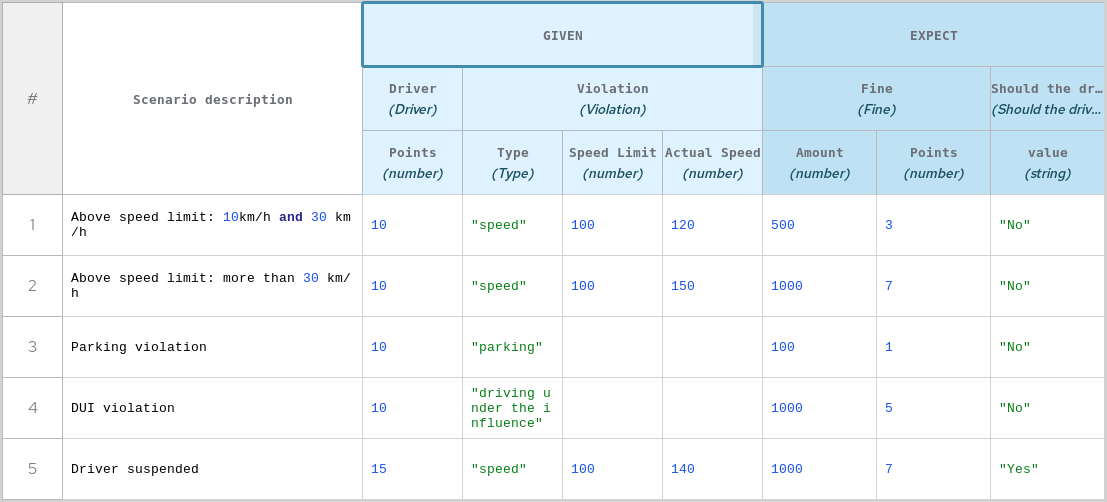 # Scenario description GIVEN EXPECT
Driver Violation Fine Should the dr…
(Driver) (Violation) (Fine) (Should the driv…
Points Type Speed Limit Actual Speed Amount Points value
(number) (Type) (number) (number) (number) (number) (string)
1 Above speed limit: 10km/h and 30 km
/h 10 "speed" 100 120 500 3 "No"
2 Above speed limit: more than 30 km/
h 10 "speed" 100 150 1000 7 "No"
3 Parking violation 10 "parking" 100 1 "No"
4 DUI violation 10 "driving u
nder the i
nfluence" 1000 5 "No"
5 Driver suspended 15 "speed" 100 140 1000 7 "Yes"